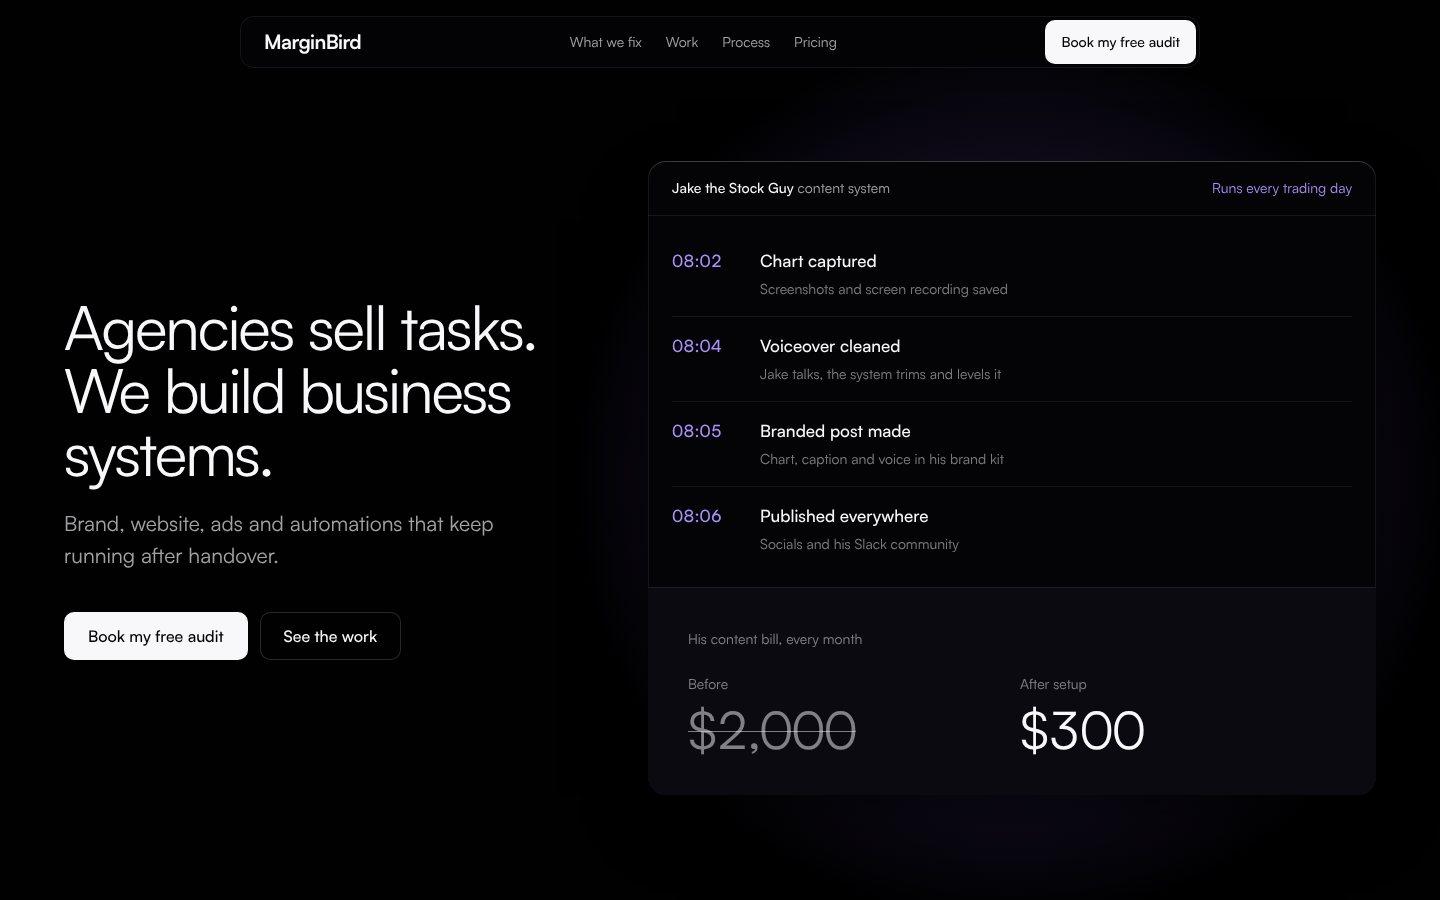 MarginBird
What we fix
Work
Process
Pricing
Book my free audit
Agencies sell tasks.
We build business
systems.
Brand, website, ads and automations that keep
running after handover.
Book my free audit
See the work
Jake the Stock Guy content system
Runs every trading day
08:02
Chart captured
Screenshots and screen recording saved
08:04
Voiceover cleaned
Jake talks, the system trims and levels it
08:05
Branded post made
Chart, caption and voice in his brand kit
08:06
Published everywhere
Socials and his Slack community
His content bill, every month
Before
$2,000
After setup
$300